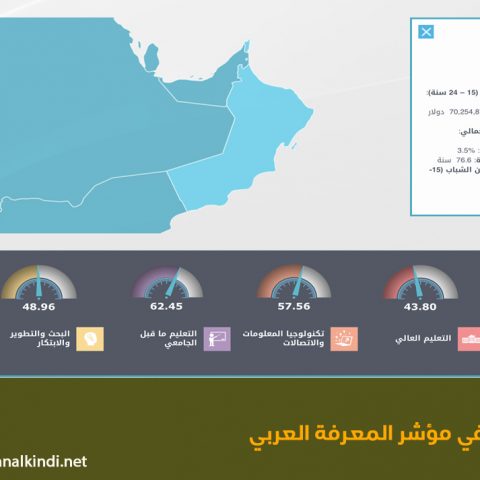 (15 – 24 سنة):
70,254,8 دولار
مالي:
: 3.5%
ة: 76.6 سنة
ن الشباب (15-
48.96
62.45
57.56
43.80
البحث والتطوير والابتكار
التعليم ما قبل الجامعي
تكنولوجيا المعلومات والاتصالات
التعليم العالي
في مؤشر المعرفة العربي
analkindi.net